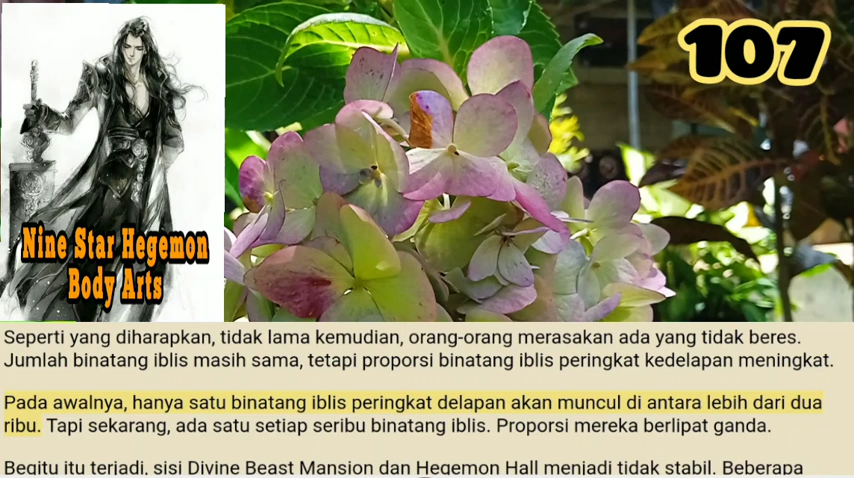 107
Nine Star Hegemon
Body Arts
Seperti yang diharapkan, tidak lama kemudian, orang-orang merasakan ada yang tidak beres.
Jumlah binatang iblis masih sama, tetapi proporsi binatang iblis peringkat kedelapan meningkat.
Pada awalnya, hanya satu binatang iblis peringkat delapan akan muncul di antara lebih dari dua
ribu. Tapi sekarang, ada satu setiap seribu binatang iblis. Proporsi mereka berlipat ganda.
Begitu itu terjadi, sisi Divine Beast Mansion dan Hegemon Hall menjadi tidak stabil. Beberapa